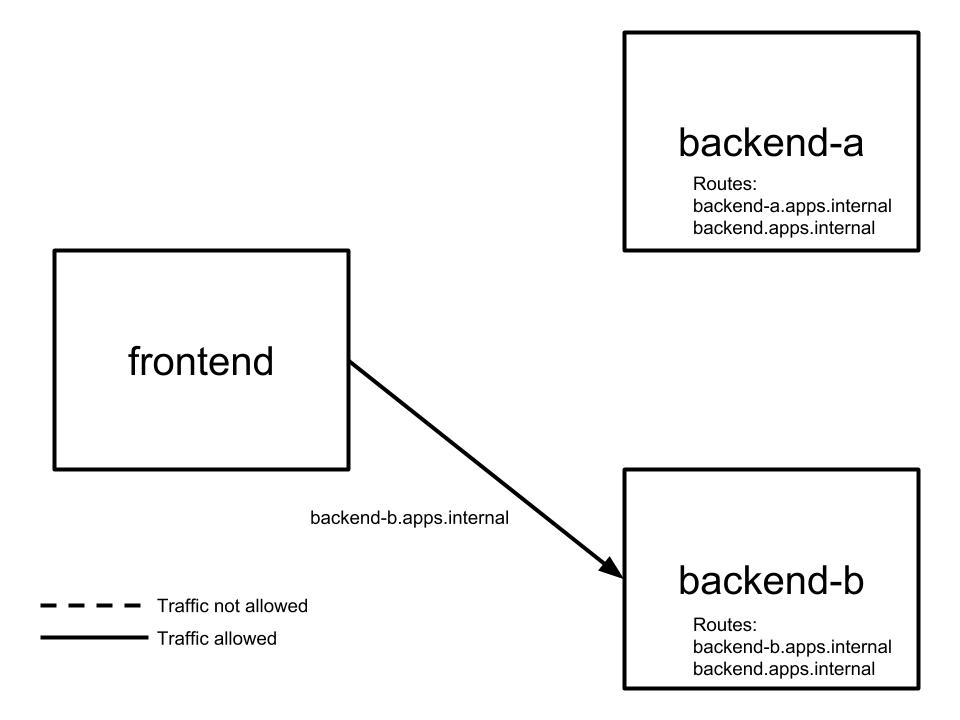 backend-a
Routes:
backend-a.apps.internal
backend.apps.internal
frontend
backend-b.apps.internal
backend-b
Routes:
backend-b.apps.internal
backend.apps.internal
Traffic not allowed
Traffic allowed